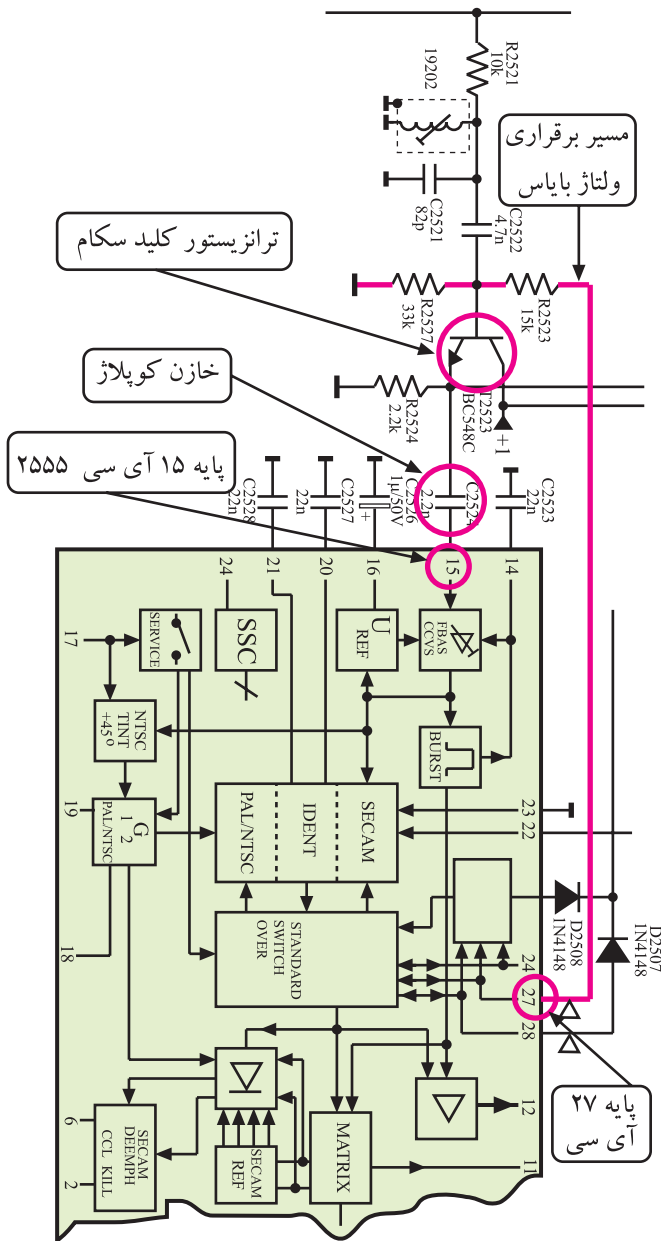 R2521
10k
19202
مسیر برقراری
ولتاژ بایاس
C2521
82p
C2522
4.7n
ترانزیستور کلید سکام
R2527
33k
R2523
15k
خازن کوپلاژ
R2524
2.2k
T2523
BC548C
+1
پایه ۱۵ آی سی ۲۵۵۵
C2528
22n
C2527
22n
C2526
1µ/50V
+
C2524
2.2n
C2523
22n
24
21
20
16
15
14
17
SERVICE
SSC
U
REF
FBAS
CCVS
NTSC
TINT
+45°
BURST
19
G
1 2
PAL/NTSC
PAL/NTSC
IDENT
SECAM
23
22
18
STANDARD
SWITCH
OVER
D2508
1N4148
D2507
1N4148
24
27
28
پایه ۲۷
آی سی
6
2
SECAM
DEEMPH
CCL KILL
SECAM
REF
MATRIX
12
11